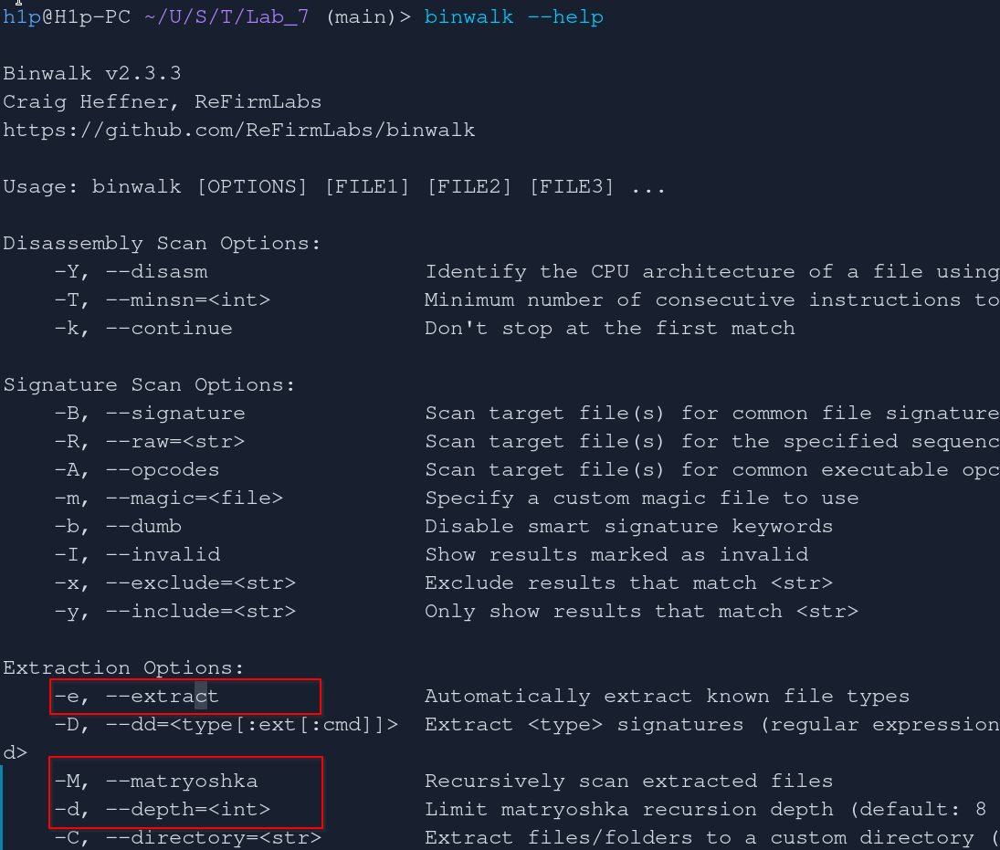 h1p@H1p-PC ~/U/S/T/Lab_7 (main)> binwalk --help
Binwalk v2.3.3
Craig Heffner, ReFirmLabs
https://github.com/ReFirmLabs/binwalk
Usage: binwalk [OPTIONS] [FILE1] [FILE2] [FILE3] ...
Disassembly Scan Options:
-Y, --disasm Identify the CPU architecture of a file using
-T, --minsn=<int> Minimum number of consecutive instructions to
-k, --continue Don't stop at the first match
Signature Scan Options:
-B, --signature Scan target file(s) for common file signature
-R, --raw=<str> Scan target file(s) for the specified sequenc
-A, --opcodes Scan target file(s) for common executable opc
-m, --magic=<file> Specify a custom magic file to use
-b, --dumb Disable smart signature keywords
-I, --invalid Show results marked as invalid
-x, --exclude=<str> Exclude results that match <str>
-y, --include=<str> Only show results that match <str>
Extraction Options:
-e, --extract Automatically extract known file types
-D, --dd=<type[:ext[:cmd]]> Extract <type> signatures (regular expression
d>
-M, --matryoshka Recursively scan extracted files
-d, --depth=<int> Limit matryoshka recursion depth (default: 8
-C, --directory=<str> Extract files/folders to a custom directory (